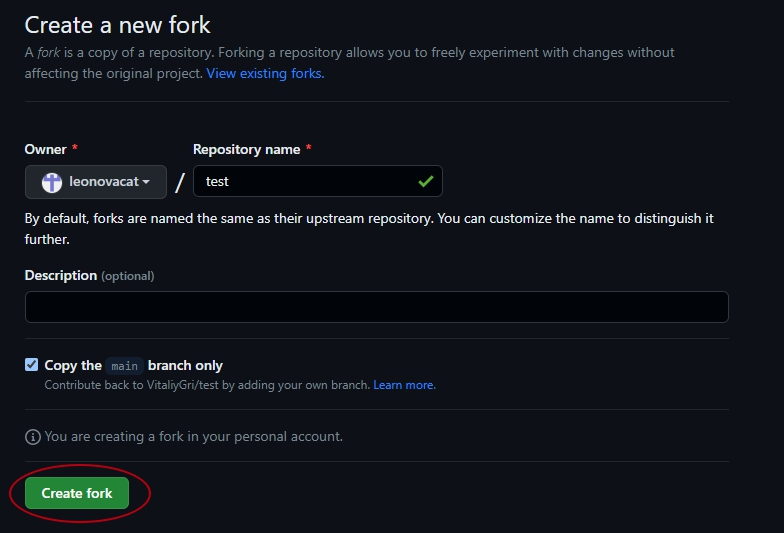 Create a new fork
A fork is a copy of a repository. Forking a repository allows you to freely experiment with changes without
affecting the original project. View existing forks.
Owner * Repository name *
leonovacat / test
By default, forks are named the same as their upstream repository. You can customize the name to distinguish it
further.
Description (optional)
Copy the main branch only
Contribute back to VitaliyGri/test by adding your own branch. Learn more.
You are creating a fork in your personal account.
Create fork